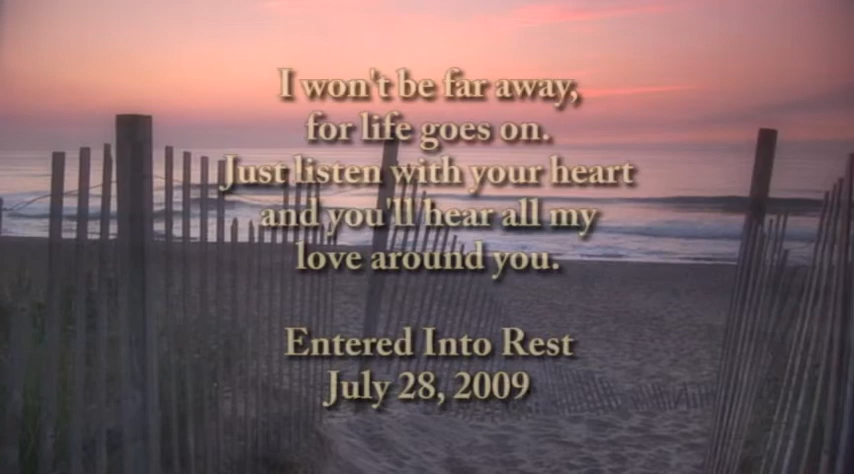 I won't be far away,
for life goes on.
Just listen with your heart
and you'll hear all my
love around you.
Entered Into Rest
July 28, 2009